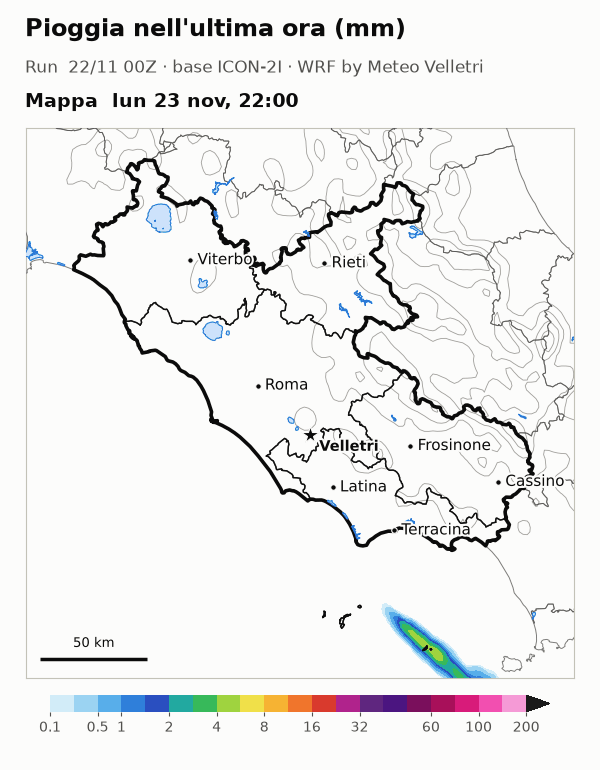 Pioggia nell'ultima ora (mm)
Run  22/11 00Z · base ICON-2I · WRF by Meteo Velletri
Mappa  lun 23 nov, 22:00
Viterbo
Rieti
Roma
Velletri
Frosinone
Latina
Cassino
Terracina
50 km
0.1 0.5 1 2 4 8 16 32 60 100 200